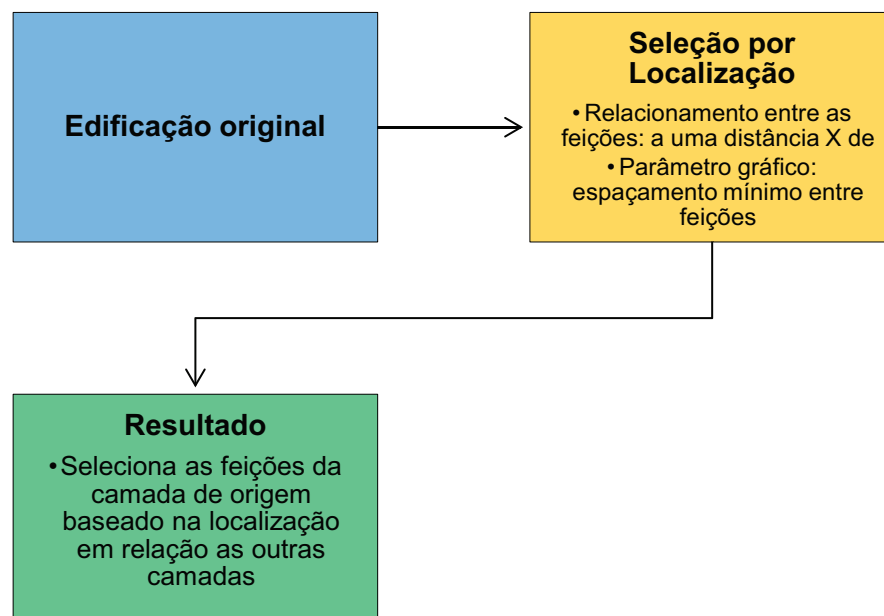 Edificação original
Seleção por
Localização
• Relacionamento entre as
feições: a uma distância X de
• Parâmetro gráfico:
espaçamento mínimo entre
feições
Resultado
• Seleciona as feições da
camada de origem
baseado na localização
em relação as outras
camadas